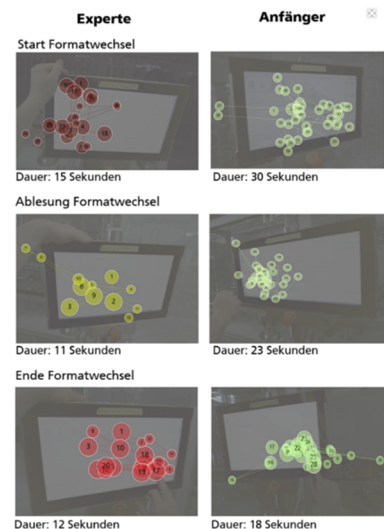 Experte
Anfänger
Start Formatwechsel
Dauer: 15 Sekunden
Dauer: 30 Sekunden
Ablesung Formatwechsel
Dauer: 11 Sekunden
Dauer: 23 Sekunden
Ende Formatwechsel
Dauer: 12 Sekunden
Dauer: 18 Sekunden